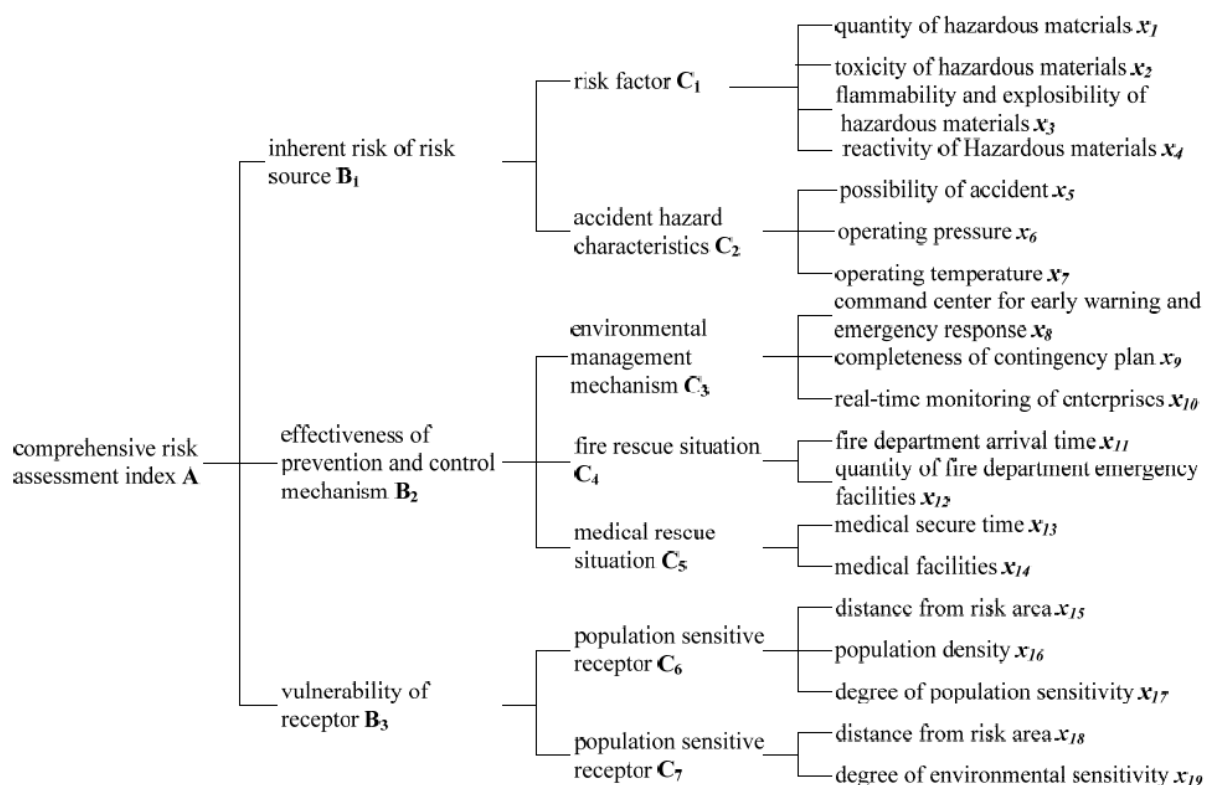 comprehensive risk
assessment index A
inherent risk of risk
source B1
effectiveness of
prevention and control
mechanism B2
vulnerability of
receptor B3
risk factor C1
accident hazard
characteristics C2
environmental
management
mechanism C3
fire rescue situation
C4
medical rescue
situation C5
population sensitive
receptor C6
population sensitive
receptor C7
quantity of hazardous materials x1
toxicity of hazardous materials x2
flammability and explosibility of
hazardous materials x3
reactivity of Hazardous materials x4
possibility of accident x5
operating pressure x6
operating temperature x7
command center for early warning and
emergency response x8
completeness of contingency plan x9
real-time monitoring of enterprises x10
fire department arrival time x11
quantity of fire department emergency
facilities x12
medical secure time x13
medical facilities x14
distance from risk area x15
population density x16
degree of population sensitivity x17
distance from risk area x18
degree of environmental sensitivity x19